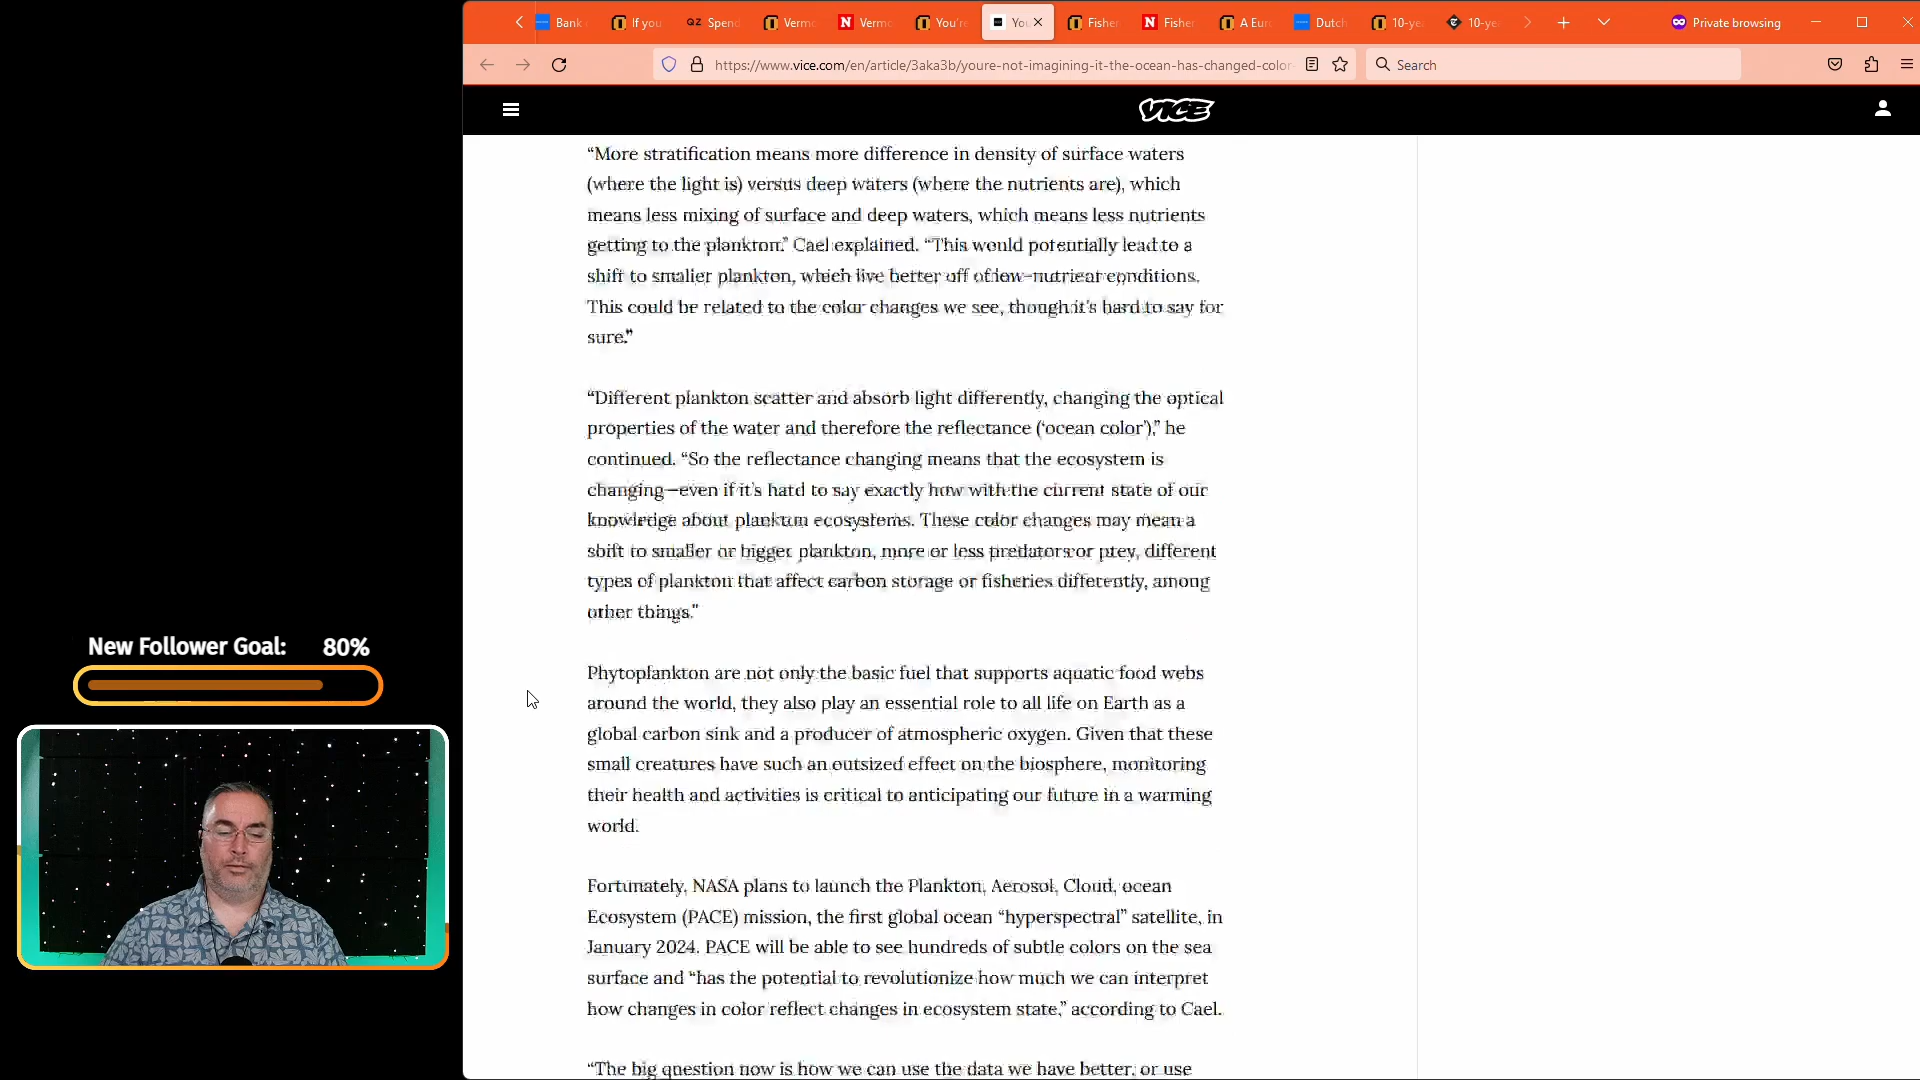 Bank
If you
QZ Spend
Verm
Verm
You're
You
Fisher
Fisher
A Eur
Dutch
10-ye
10-ye
Private browsing
https://www.vice.com/en/article/3aka3b/youre-not-imagining-it-the-ocean-has-changed-color-
Search
VICE
“More stratification means more difference in density of surface waters
(where the light is) versus deep waters (where the nutrients are), which
means less mixing of surface and deep waters, which means less nutrients
getting to the plankton.” Cael explained. “This would potentially lead to a
shift to smaller plankton, which live better off of low-nutrient conditions.
This could be related to the color changes we see, though it's hard to say for
sure.”
“Different plankton scatter and absorb light differently, changing the optical
properties of the water and therefore the reflectance (‘ocean color’),” he
continued. “So the reflectance changing means that the ecosystem is
changing—even if it’s hard to say exactly how with the current state of our
knowledge about plankton ecosystems. These color changes may mean a
shift to smaller or bigger plankton, more or less predators or prey, different
types of plankton that affect carbon storage or fisheries differently, among
other things."
Phytoplankton are not only the basic fuel that supports aquatic food webs
around the world, they also play an essential role to all life on Earth as a
global carbon sink and a producer of atmospheric oxygen. Given that these
small creatures have such an outsized effect on the biosphere, monitoring
their health and activities is critical to anticipating our future in a warming
world.
Fortunately, NASA plans to launch the Plankton, Aerosol, Cloud, ocean
Ecosystem (PACE) mission, the first global ocean “hyperspectral” satellite, in
January 2024. PACE will be able to see hundreds of subtle colors on the sea
surface and “has the potential to revolutionize how much we can interpret
how changes in color reflect changes in ecosystem state,” according to Cael.
“The big question now is how we can use the data we have better, or use
New Follower Goal: 80%